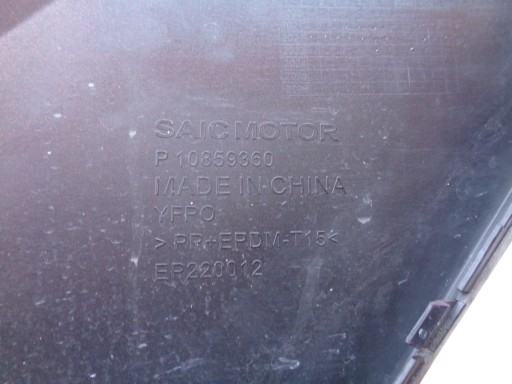 SAIC MOTOR
P 10859360
MADE IN CHINA
YFPO
>PP+EPDM-T15<
EP220012